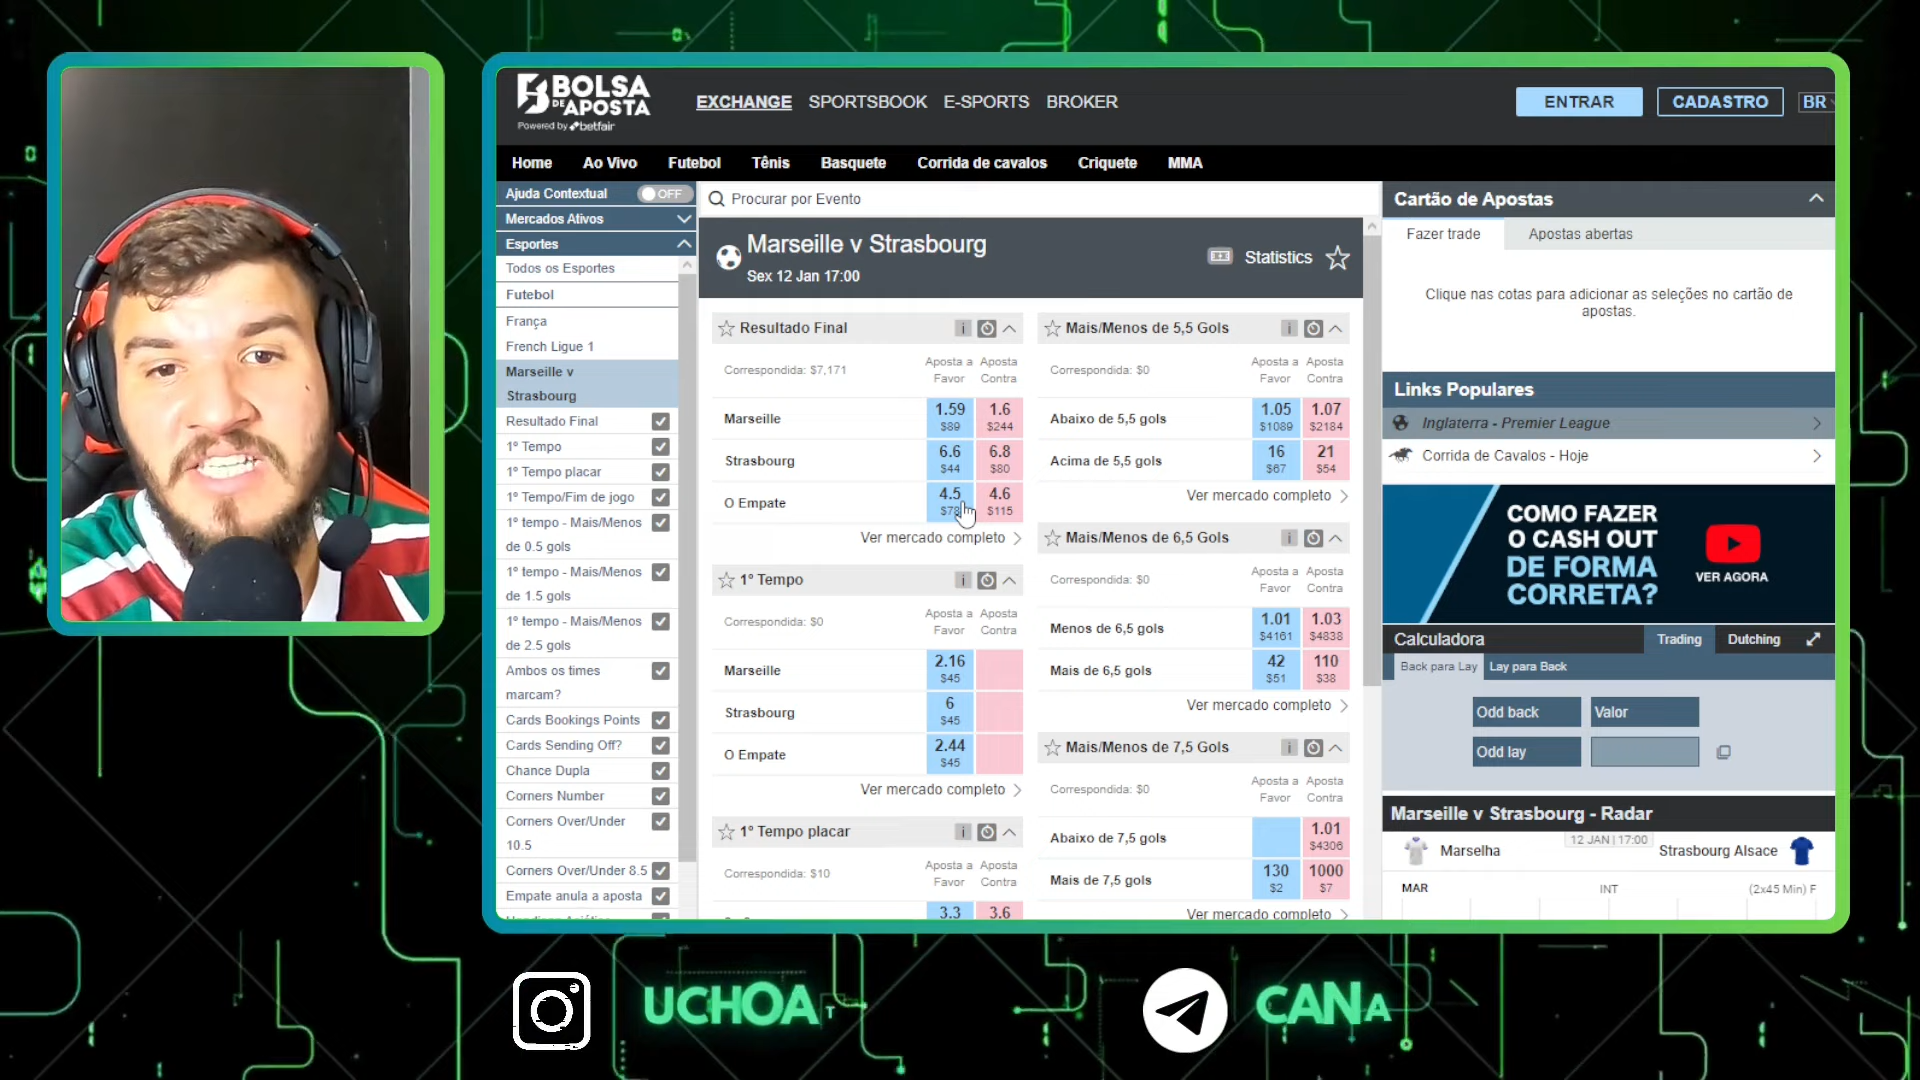 BOLSA
DE APOSTA
Powered by betfair
EXCHANGE SPORTSBOOK E-SPORTS BROKER
ENTRAR CADASTRO BR
Home Ao Vivo Futebol Tênis Basquete Corrida de cavalos Criquete MMA
Ajuda Contextual OFF
Mercados Ativos
Esportes
Todos os Esportes
Futebol
França
French Ligue 1
Marseille v
Strasbourg
Resultado Final
1º Tempo
1º Tempo placar
1º Tempo/Fim de jogo
1º tempo - Mais/Menos
de 0.5 gols
1º tempo - Mais/Menos
de 1.5 gols
1º tempo - Mais/Menos
de 2.5 gols
Ambos os times
marcam?
Cards Bookings Points
Cards Sending Off?
Chance Dupla
Corners Number
Corners Over/Under
10.5
Corners Over/Under 8.5
Empate anula a aposta
Procurar por Evento
Marseille v Strasbourg
Sex 12 Jan 17:00
Statistics
Resultado Final
Correspondida: $7,171
Aposta a Aposta
Favor Contra
Marseille 1.59 1.6
$89 $244
Strasbourg 6.6 6.8
$44 $80
O Empate 4.5 4.6
$115
Ver mercado completo
1º Tempo
Correspondida: $0
Aposta a Aposta
Favor Contra
Marseille 2.16
$45
Strasbourg 6
$45
O Empate 2.44
$45
Ver mercado completo
1º Tempo placar
Correspondida: $10
Aposta a Aposta
Favor Contra
3.3 3.6
Mais/Menos de 5,5 Gols
Correspondida: $0
Aposta a Aposta
Favor Contra
Abaixo de 5,5 gols 1.05 1.07
$1089 $2184
Acima de 5,5 gols 16 21
$67 $54
Ver mercado completo
Mais/Menos de 6,5 Gols
Correspondida: $0
Aposta a Aposta
Favor Contra
Menos de 6,5 gols 1.01 1.03
$4161 $4838
Mais de 6,5 gols 42 110
$51 $38
Ver mercado completo
Mais/Menos de 7,5 Gols
Correspondida: $0
Aposta a Aposta
Favor Contra
Abaixo de 7,5 gols 1.01
$4306
Mais de 7,5 gols 130 1000
$2 $7
Ver mercado completo
Cartão de Apostas
Fazer trade Apostas abertas
Clique nas cotas para adicionar as seleções no cartão de
apostas.
Links Populares
Inglaterra - Premier League
Corrida de Cavalos - Hoje
COMO FAZER
O CASH OUT
DE FORMA
CORRETA?
VER AGORA
Calculadora Trading Dutching
Back para Lay Lay para Back
Odd back Valor
Odd lay
Marseille v Strasbourg - Radar
12 JAN | 17:00
Marselha Strasbourg Alsace
MAR INT (2x45 Min) F
UCHOA T
CANA